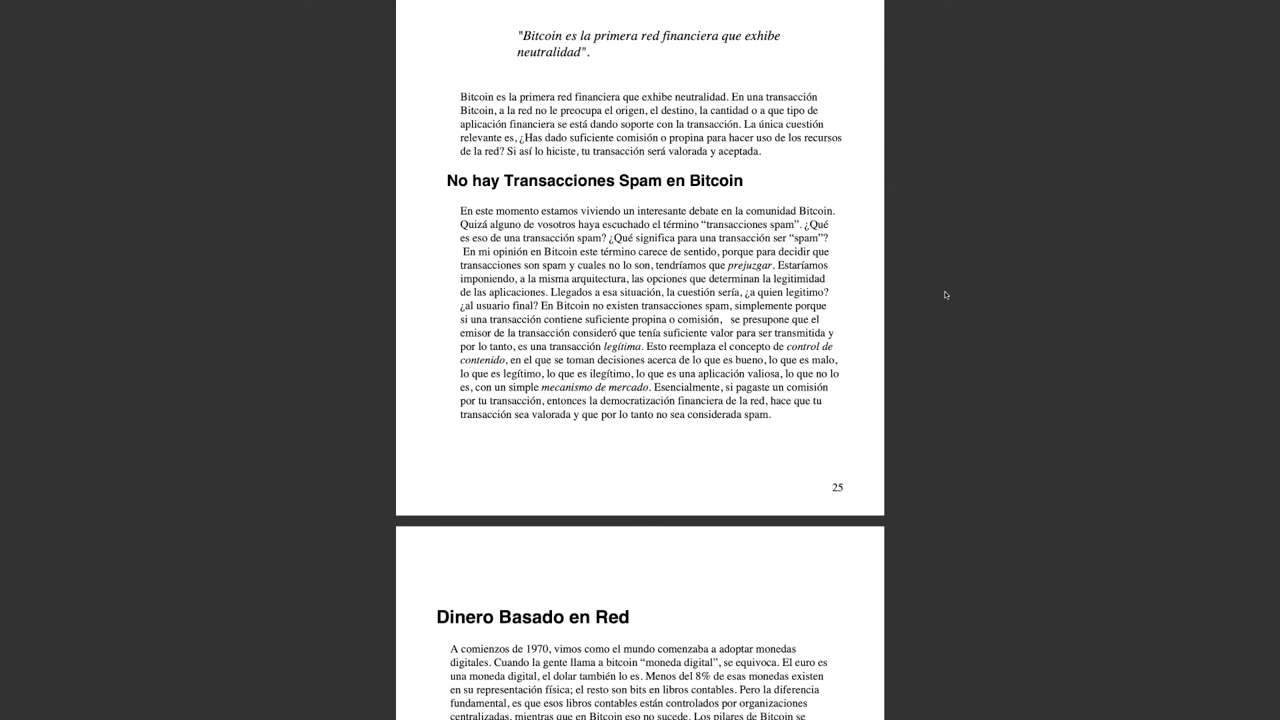 "Bitcoin es la primera red financiera que exhibe
neutralidad".
Bitcoin es la primera red financiera que exhibe neutralidad. En una transacción
Bitcoin, a la red no le preocupa el origen, el destino, la cantidad o a que tipo de
aplicación financiera se está dando soporte con la transacción. La única cuestión
relevante es, ¿Has dado suficiente comisión o propina para hacer uso de los recursos
de la red? Si así lo hiciste, tu transacción será valorada y aceptada.
No hay Transacciones Spam en Bitcoin
En este momento estamos viviendo un interesante debate en la comunidad Bitcoin.
Quizá alguno de vosotros haya escuchado el término “transacciones spam”. ¿Qué
es eso de una transacción spam? ¿Qué significa para una transacción ser “spam”?
En mi opinión en Bitcoin este término carece de sentido, porque para decidir que
transacciones son spam y cuales no lo son, tendríamos que prejuzgar. Estaríamos
imponiendo, a la misma arquitectura, las opciones que determinan la legitimidad
de las aplicaciones. Llegados a esa situación, la cuestión sería, ¿a quien legitimo?
¿al usuario final? En Bitcoin no existen transacciones spam, simplemente porque
si una transacción contiene suficiente propina o comisión, se presupone que el
emisor de la transacción consideró que tenía suficiente valor para ser transmitida y
por lo tanto, es una transacción legítima. Esto reemplaza el concepto de control de
contenido, en el que se toman decisiones acerca de lo que es bueno, lo que es malo,
lo que es legítimo, lo que es ilegítimo, lo que es una aplicación valiosa, lo que no lo
es, con un simple mecanismo de mercado. Esencialmente, si pagaste un comisión
por tu transacción, entonces la democratización financiera de la red, hace que tu
transacción sea valorada y que por lo tanto no sea considerada spam.
25
Dinero Basado en Red
A comienzos de 1970, vimos como el mundo comenzaba a adoptar monedas
digitales. Cuando la gente llama a bitcoin “moneda digital”, se equivoca. El euro es
una moneda digital, el dolar también lo es. Menos del 8% de esas monedas existen
en su representación física; el resto son bits en libros contables. Pero la diferencia
fundamental, es que esos libros contables están controlados por organizaciones
centralizadas, mientras que en Bitcoin eso no sucede. Los pilares de Bitcoin se